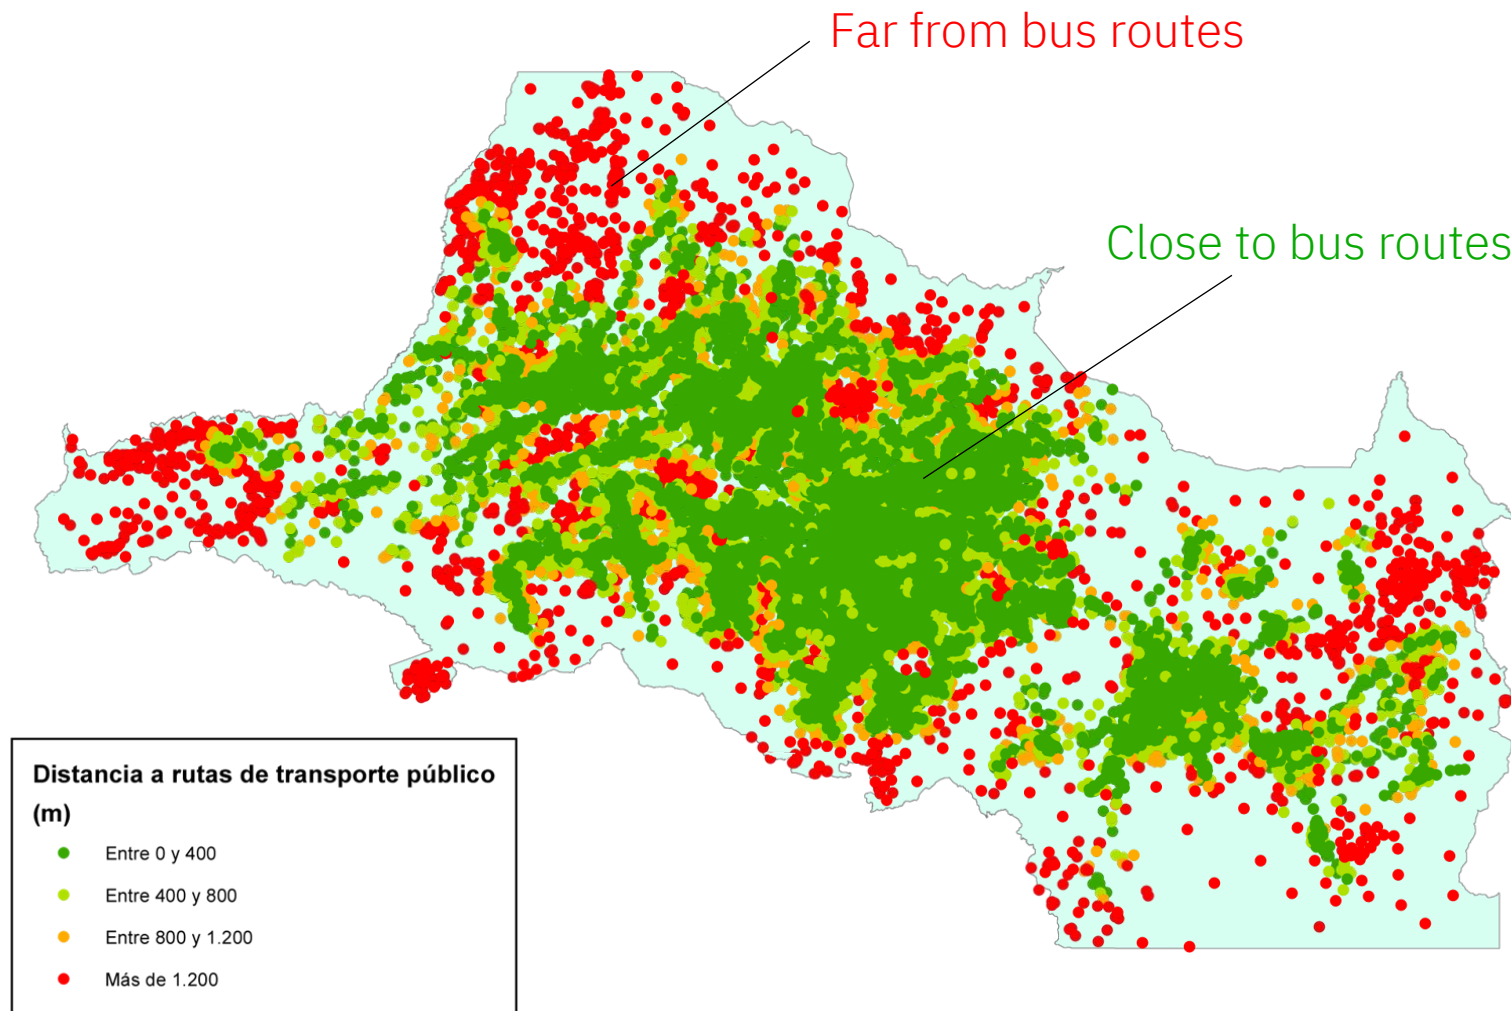 Far from bus routes
Close to bus routes
Distancia a rutas de transporte público
(m)
Entre 0 y 400
Entre 400 y 800
Entre 800 y 1.200
Más de 1.200